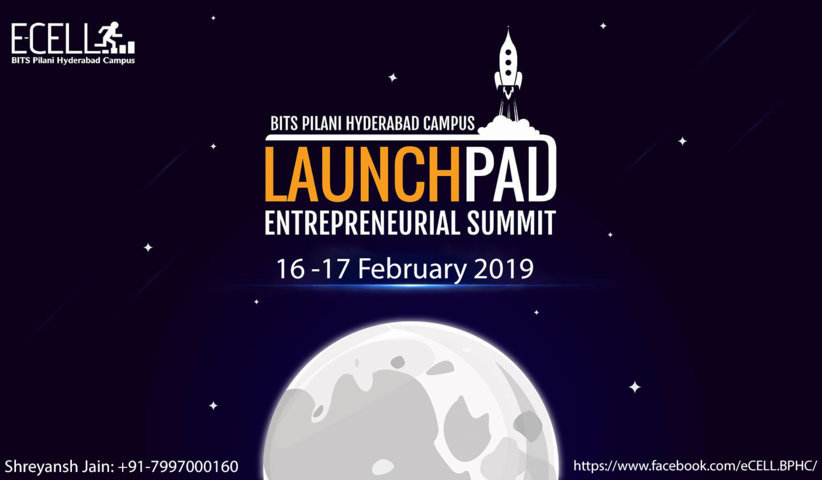 E-CELL
BITS Pilani Hyderabad Campus
BITS PILANI HYDERABAD CAMPUS
LAUNCHPAD
ENTREPRENEURIAL SUMMIT
16 -17 February 2019
Shreyansh Jain: +91-7997000160
https://www.facebook.com/eCELL.BPHC/